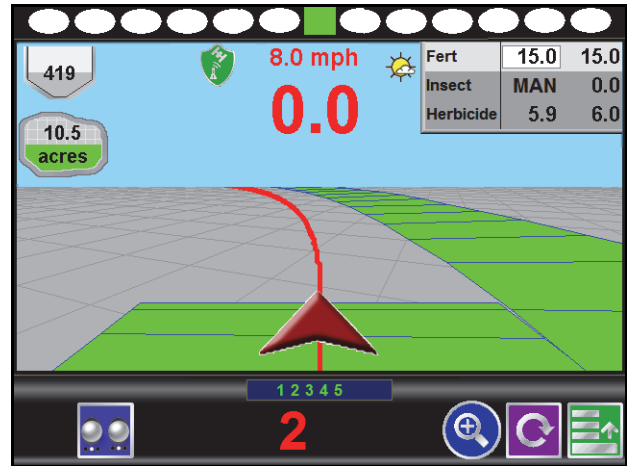 8.0 mph
0.0
419
10.5
acres
Fert 15.0 15.0
Insect MAN 0.0
Herbicide 5.9 6.0
1 2 3 4 5
2